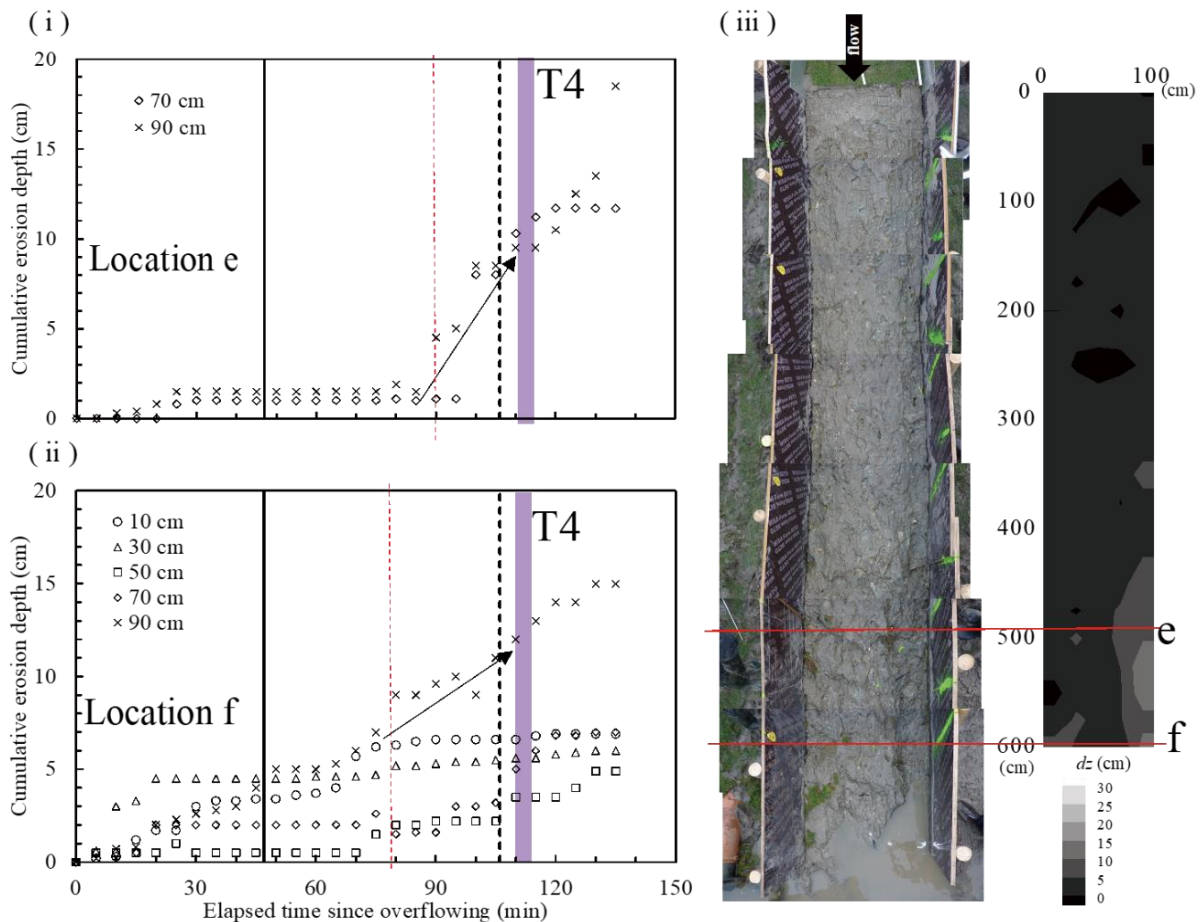 ( i )
20
15
10
5
0
Cumulative erosion depth (cm)
70 cm
90 cm
T4
Location e
( ii )
20
15
10
5
0
Cumulative erosion depth (cm)
10 cm
30 cm
50 cm
70 cm
90 cm
T4
Location f
0 30 60 90 120 150
Elapsed time since overflowing (min)
( iii )
flow
0 100
(cm)
0
100
200
300
400
500
600
(cm)
e
f
dz (cm)
30
25
20
15
10
5
0